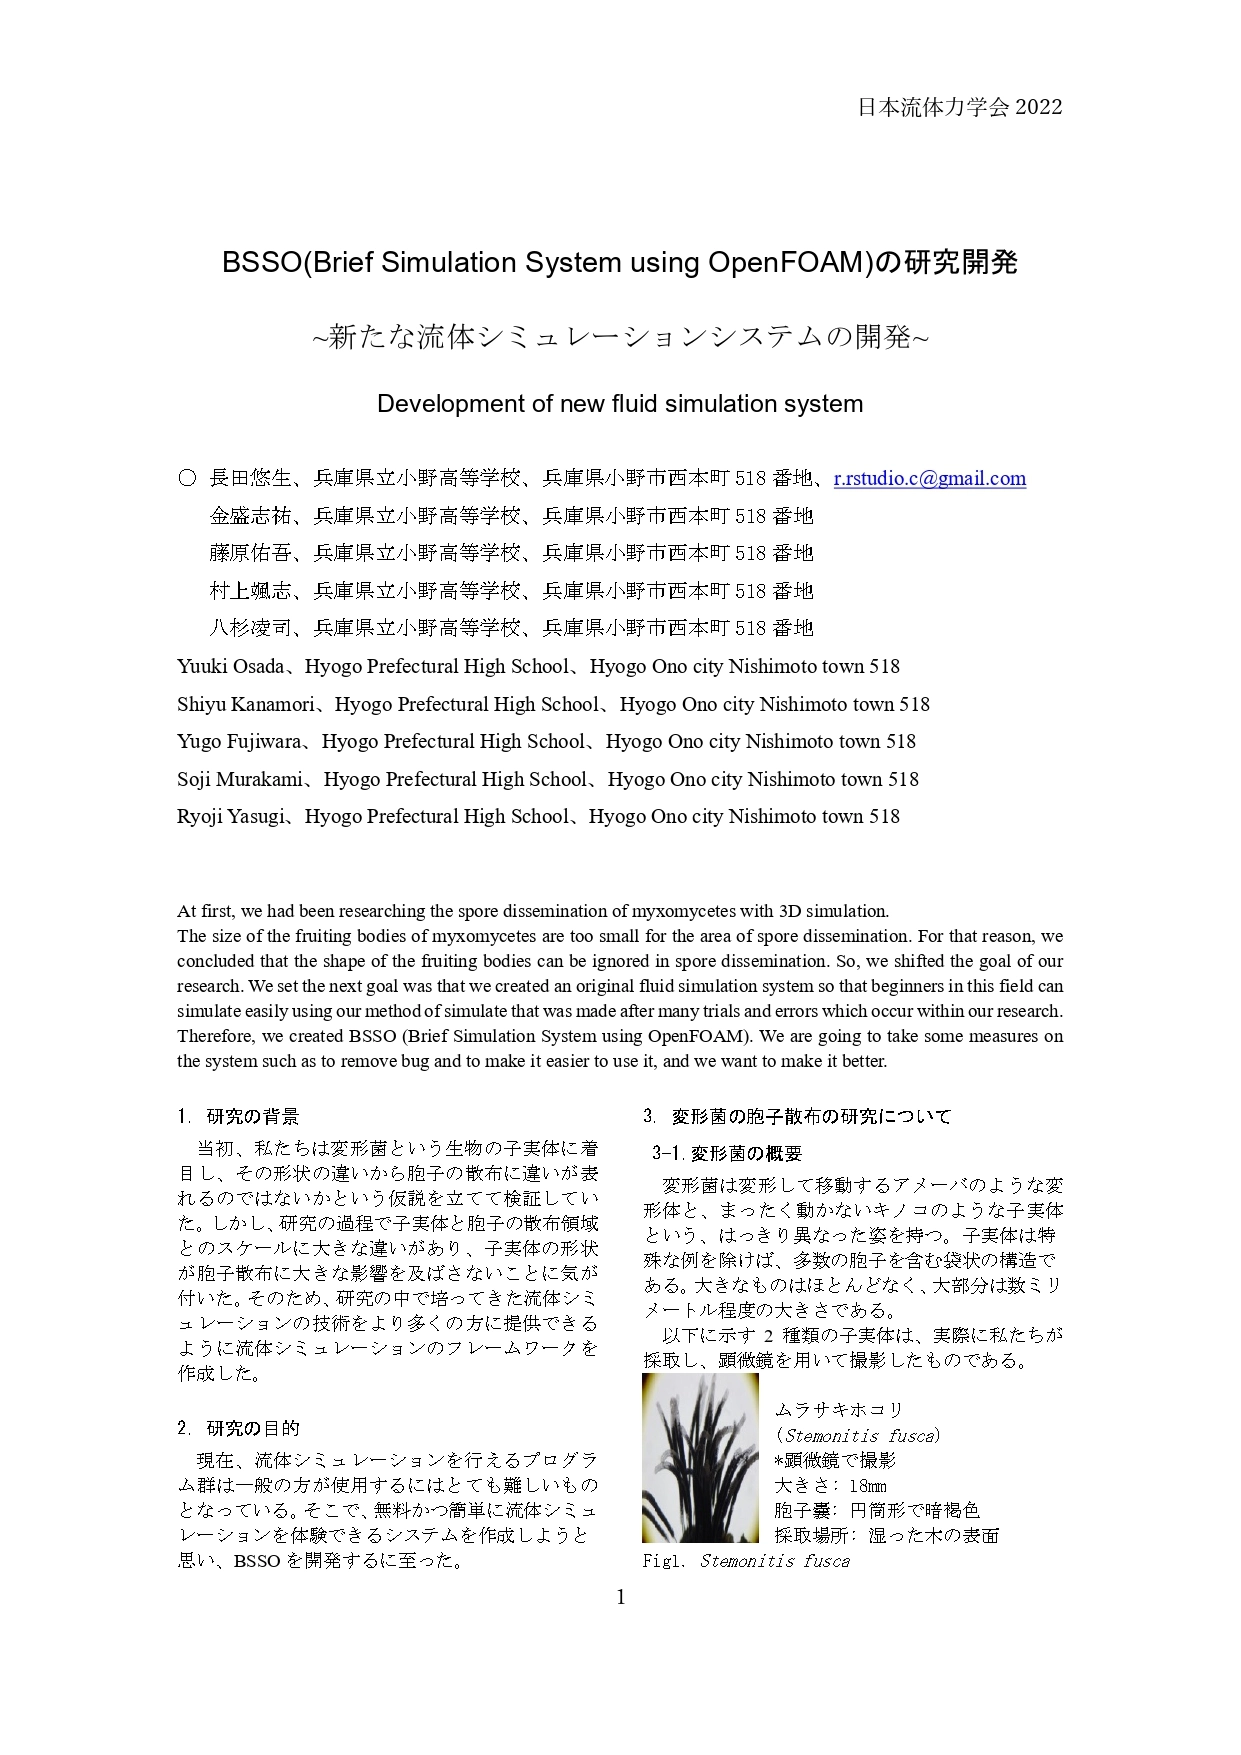 日本流体力学会 2022
BSSO(Brief Simulation System using OpenFOAM)の研究開発
~新たな流体シミュレーションシステムの開発~
Development of new fluid simulation system
○ 長田悠生、兵庫県立小野高等学校、兵庫県小野市西本町 518 番地、r.rstudio.c@gmail.com
金盛志祐、兵庫県立小野高等学校、兵庫県小野市西本町 518 番地
藤原佑吾、兵庫県立小野高等学校、兵庫県小野市西本町 518 番地
村上颯志、兵庫県立小野高等学校、兵庫県小野市西本町 518 番地
八杉凌司、兵庫県立小野高等学校、兵庫県小野市西本町 518 番地
Yuuki Osada、Hyogo Prefectural High School、Hyogo Ono city Nishimoto town 518
Shiyu Kanamori、Hyogo Prefectural High School、Hyogo Ono city Nishimoto town 518
Yugo Fujiwara、Hyogo Prefectural High School、Hyogo Ono city Nishimoto town 518
Soji Murakami、Hyogo Prefectural High School、Hyogo Ono city Nishimoto town 518
Ryoji Yasugi、Hyogo Prefectural High School、Hyogo Ono city Nishimoto town 518
At first, we had been researching the spore dissemination of myxomycetes with 3D simulation.
The size of the fruiting bodies of myxomycetes are too small for the area of spore dissemination. For that reason, we
concluded that the shape of the fruiting bodies can be ignored in spore dissemination. So, we shifted the goal of our
research. We set the next goal was that we created an original fluid simulation system so that beginners in this field can
simulate easily using our method of simulate that was made after many trials and errors which occur within our research.
Therefore, we created BSSO (Brief Simulation System using OpenFOAM). We are going to take some measures on
the system such as to remove bug and to make it easier to use it, and we want to make it better.
1. 研究の背景
当初、私たちは変形菌という生物の子実体に着
目し、その形状の違いから胞子の散布に違いが表
れるのではないかという仮説を立てて検証してい
た。しかし、研究の過程で子実体と胞子の散布領域
とのスケールに大きな違いがあり、子実体の形状
が胞子散布に大きな影響を及ぼさないことに気が
付いた。そのため、研究の中で培ってきた流体シミ
ュレーションの技術をより多くの方に提供できる
ように流体シミュレーションのフレームワークを
作成した。
2. 研究の目的
現在、流体シミュレーションを行えるプログラ
ム群は一般の方が使用するにはとても難しいもの
となっている。そこで、無料かつ簡単に流体シミュ
レーションを体験できるシステムを作成しようと
思い、BSSO を開発するに至った。
3. 変形菌の胞子散布の研究について
3-1. 変形菌の概要
変形菌は変形して移動するアメーバのような変
形体と、まったく動かないキノコのような子実体
という、はっきり異なった姿を持つ。子実体は特
殊な例を除けば、多数の胞子を含む袋状の構造で
ある。大きなものはほとんどなく、大部分は数ミリ
メートル程度の大きさである。
以下に示す 2 種類の子実体は、実際に私たちが
採取し、顕微鏡を用いて撮影したものである。
ムラサキホコリ
(Stemonitis fusca)
*顕微鏡で撮影
大きさ: 18mm
胞子嚢: 円筒形で暗褐色
採取場所: 湿った木の表面
Fig1. Stemonitis fusca
1